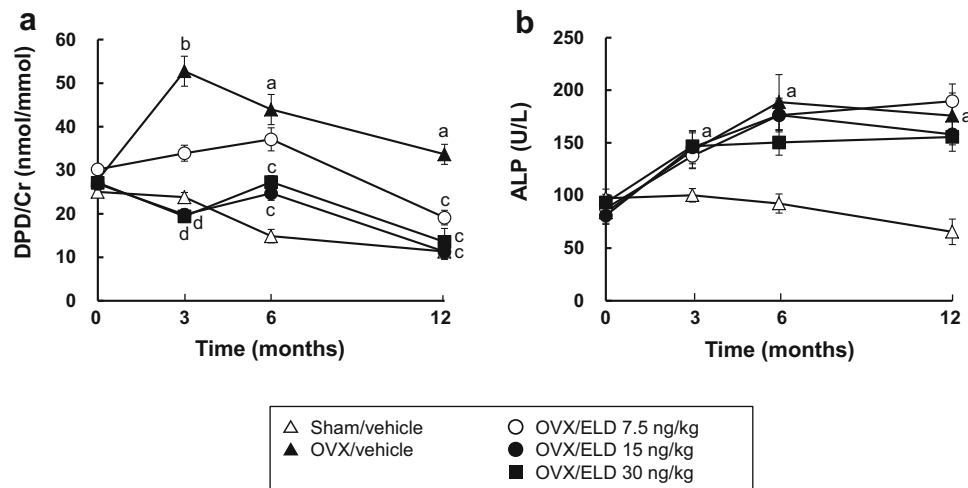 a
DPD/Cr (nmol/mmol)
60
50
40
30
20
10
0
b
a
a
c
c
c
c
c
d
d
0 3 6 12
Time (months)
b
ALP (U/L)
250
200
150
100
50
0
a
a
a
0 3 6 12
Time (months)
Sham/vehicle
OVX/vehicle
OVX/ELD 7.5 ng/kg
OVX/ELD 15 ng/kg
OVX/ELD 30 ng/kg